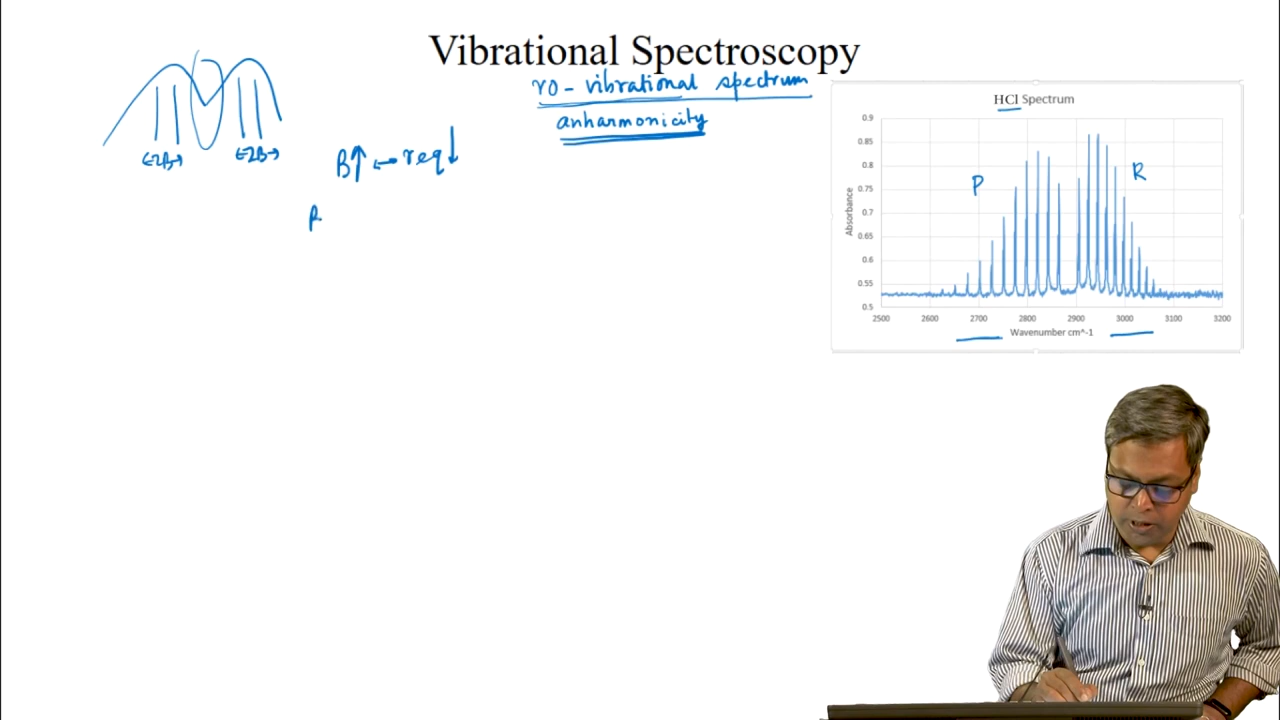 Vibrational Spectroscopy
ro - vibrational spectrum
anharmonicity
←2B→
←2B→
B↑ ↔ req↓
HCl Spectrum
0.9
0.85
0.8
0.75
0.7
0.65
0.6
0.55
0.5
Absorbance
P
R
2500 2600 2700 2800 2900 3000 3100 3200
Wavenumber cm^-1